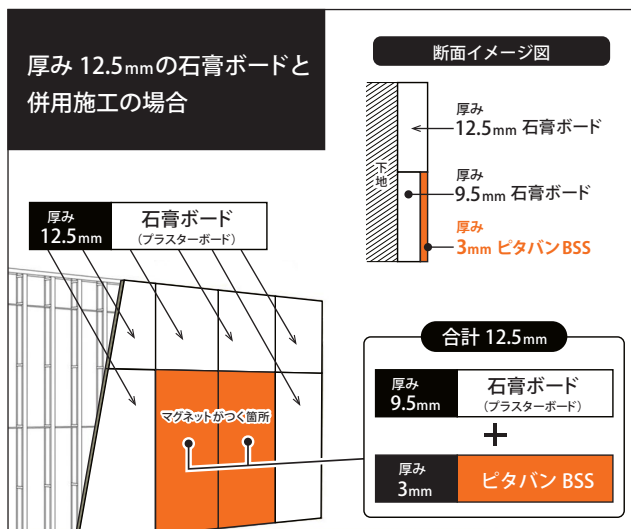 厚み 12.5mmの石膏ボードと
併用施工の場合
断面イメージ図
厚み
12.5mm 石膏ボード
下地
厚み
9.5mm 石膏ボード
厚み
3mm ピタバン BSS
厚み
12.5mm
石膏ボード
(プラスターボード)
マグネットがつく箇所
合計 12.5mm
厚み
9.5mm
石膏ボード
(プラスターボード)
+
厚み
3mm
ピタバン BSS